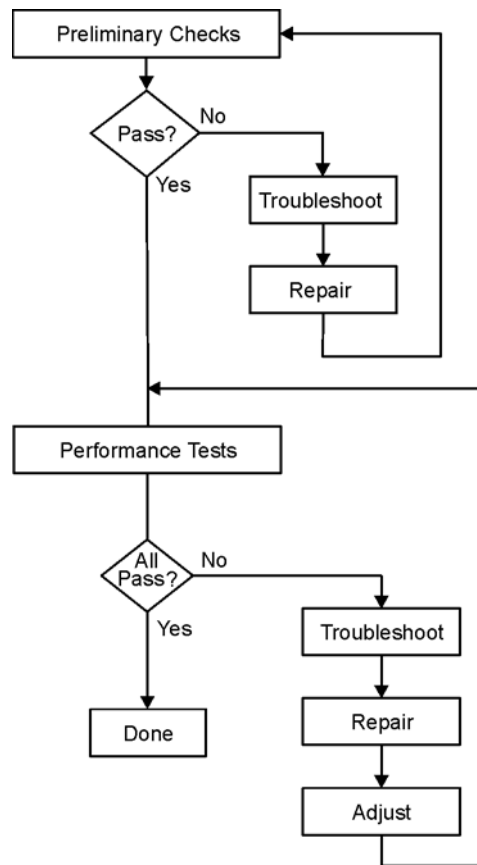 Preliminary Checks
Pass?
No
Yes
Troubleshoot
Repair
Performance Tests
All
Pass?
No
Yes
Troubleshoot
Repair
Done
Adjust